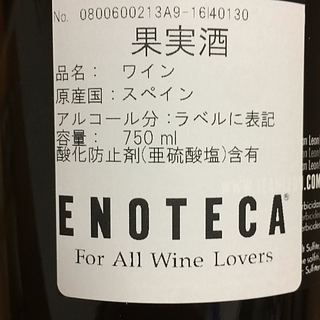 No. 0800600213A9-16I40130
果実酒
品名： ワイン
原産国：スペイン
アルコール分：ラベルに表記
容量： 750 ml
酸化防止剤(亜硫酸塩)含有
ENOTECA®
For All Wine Lovers